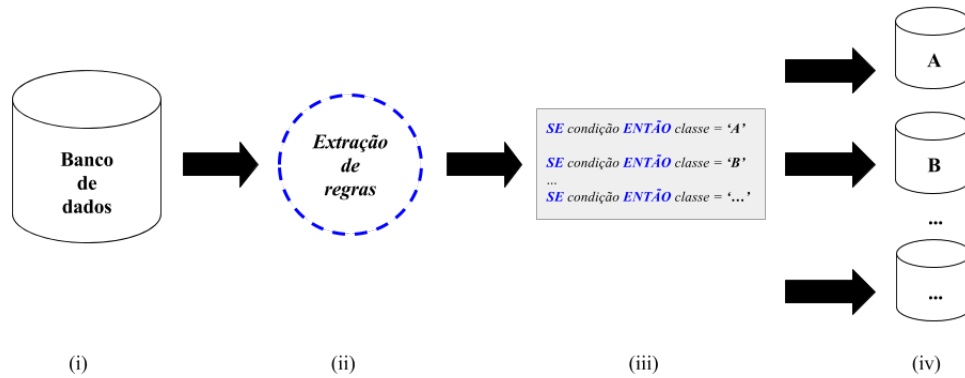 Banco
de
dados
Extração
de
regras
SE condição ENTÃO classe = ‘A’
SE condição ENTÃO classe = ‘B’
...
SE condição ENTÃO classe = ‘…’
A
B
...
...
(i)
(ii)
(iii)
(iv)